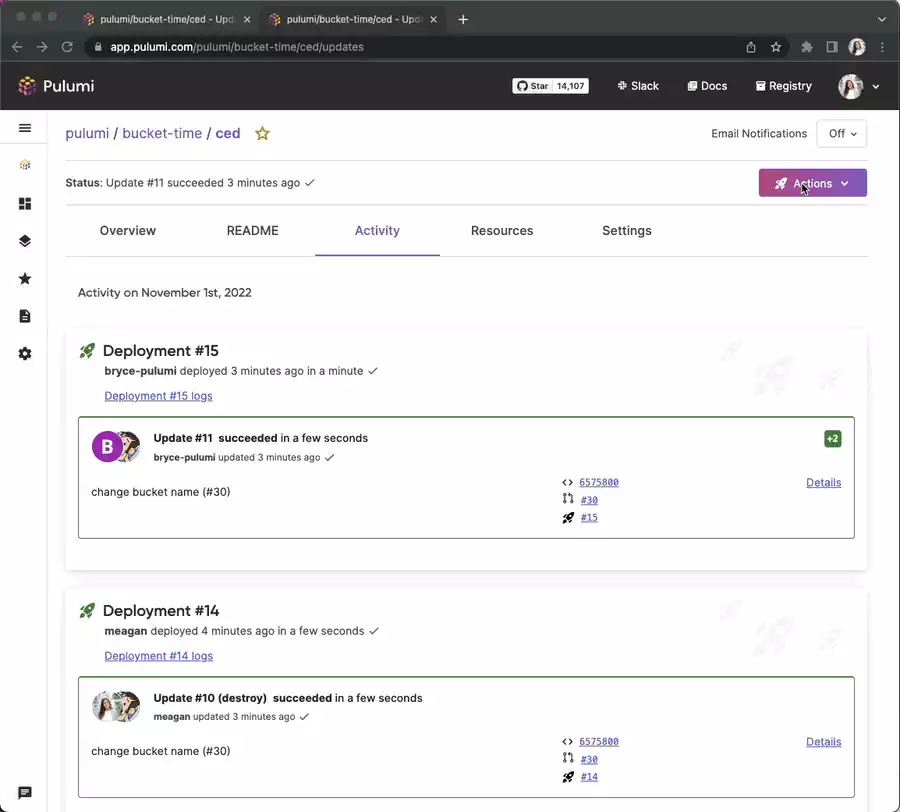 pulumi/bucket-time/ced - Upda
pulumi/bucket-time/ced - Upda
app.pulumi.com/pulumi/bucket-time/ced/updates
Pulumi
Star 14,107
Slack
Docs
Registry
pulumi / bucket-time / ced
Email Notifications
Off
Status: Update #11 succeeded 3 minutes ago
Actions
Overview
README
Activity
Resources
Settings
Activity on November 1st, 2022
Deployment #15
bryce-pulumi deployed 3 minutes ago in a minute
Deployment #15 logs
B
Update #11 succeeded in a few seconds
+2
bryce-pulumi updated 3 minutes ago
change bucket name (#30)
6575800
Details
#30
#15
Deployment #14
meagan deployed 4 minutes ago in a few seconds
Deployment #14 logs
Update #10 (destroy) succeeded in a few seconds
meagan updated 3 minutes ago
change bucket name (#30)
6575800
Details
#30
#14